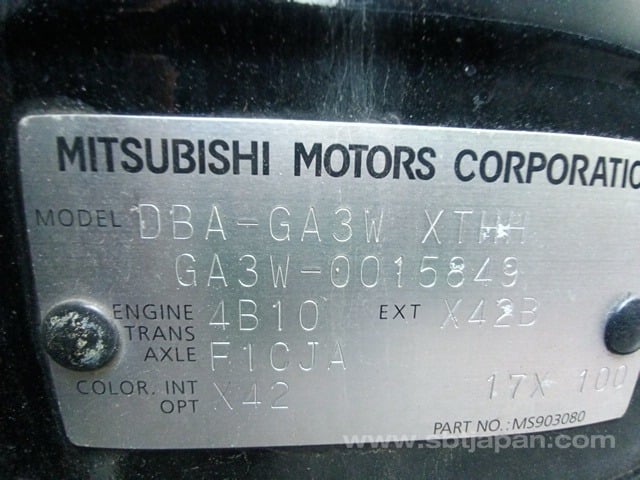 MITSUBISHI MOTORS CORPORATIO
MODEL DBA-GA3W XTHH
GA3W-0015849
ENGINE 4B10 EXT X42B
TRANS
AXLE F1CJA
COLOR. INT X42
OPT 17X 100
PART NO.: MS903080
www.sbtjapan.com